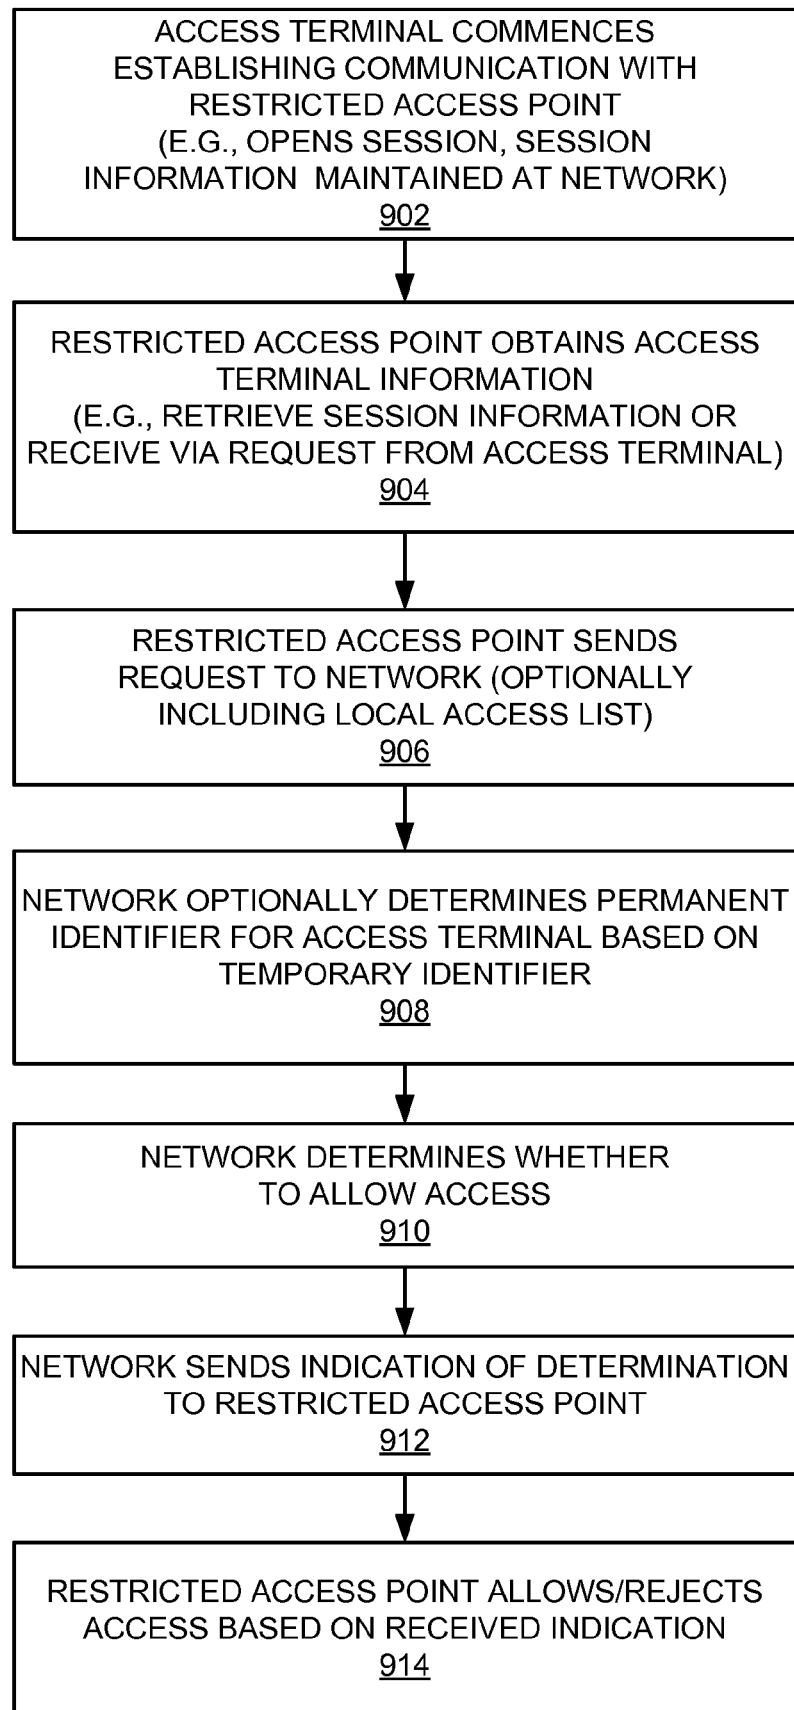 ACCESS TERMINAL COMMENCES
ESTABLISHING COMMUNICATION WITH
RESTRICTED ACCESS POINT
(E.G., OPENS SESSION, SESSION
INFORMATION MAINTAINED AT NETWORK)
902
RESTRICTED ACCESS POINT OBTAINS ACCESS
TERMINAL INFORMATION
(E.G., RETRIEVE SESSION INFORMATION OR
RECEIVE VIA REQUEST FROM ACCESS TERMINAL)
904
RESTRICTED ACCESS POINT SENDS
REQUEST TO NETWORK (OPTIONALLY
INCLUDING LOCAL ACCESS LIST)
906
NETWORK OPTIONALLY DETERMINES PERMANENT
IDENTIFIER FOR ACCESS TERMINAL BASED ON
TEMPORARY IDENTIFIER
908
NETWORK DETERMINES WHETHER
TO ALLOW ACCESS
910
NETWORK SENDS INDICATION OF DETERMINATION
TO RESTRICTED ACCESS POINT
912
RESTRICTED ACCESS POINT ALLOWS/REJECTS
ACCESS BASED ON RECEIVED INDICATION
914